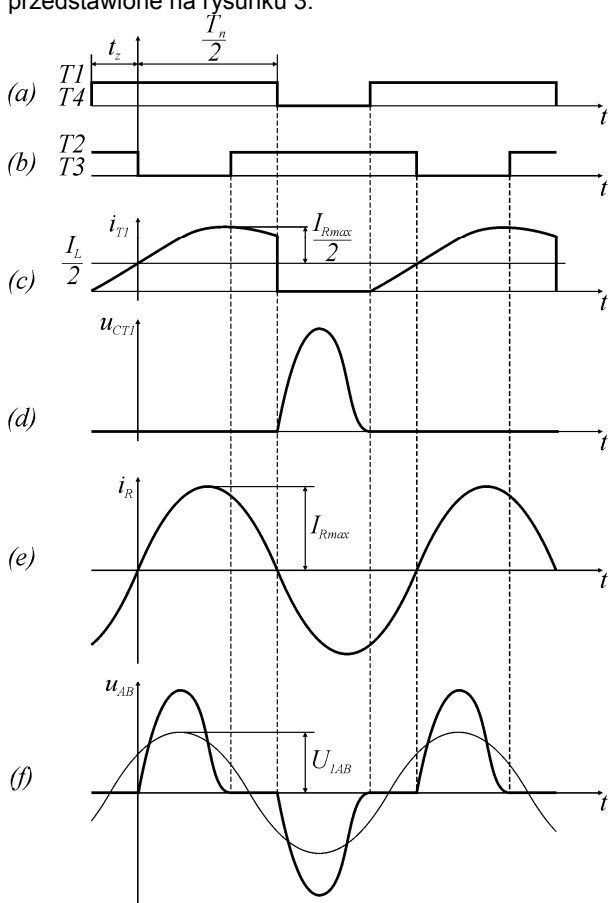 przedstawione na rysunku 3.
t_z T_n/2
(a) T1 T4 t
(b) T2 T3 t
(c) i_T1 I_L/2 I_Rmax/2 t
(d) u_CT1 t
(e) i_R I_Rmax t
(f) u_AB U_1AB t